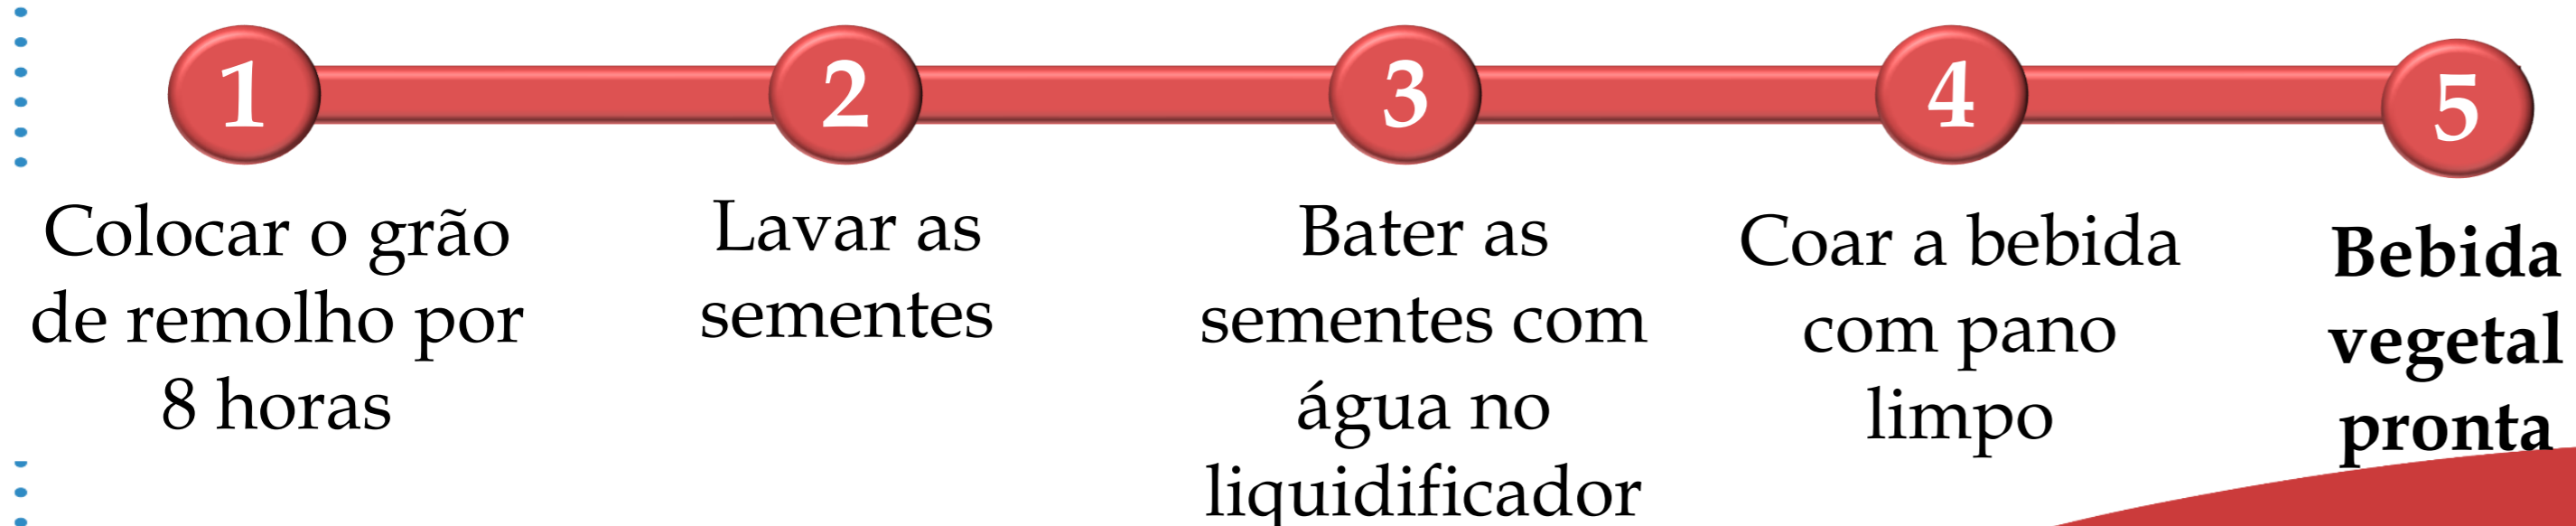 1
2
3
4
5
Colocar o grão
de remolho por
8 horas
Lavar as
sementes
Bater as
sementes com
água no
liquidificador
Coar a bebida
com pano
limpo
Bebida
vegetal
pronta